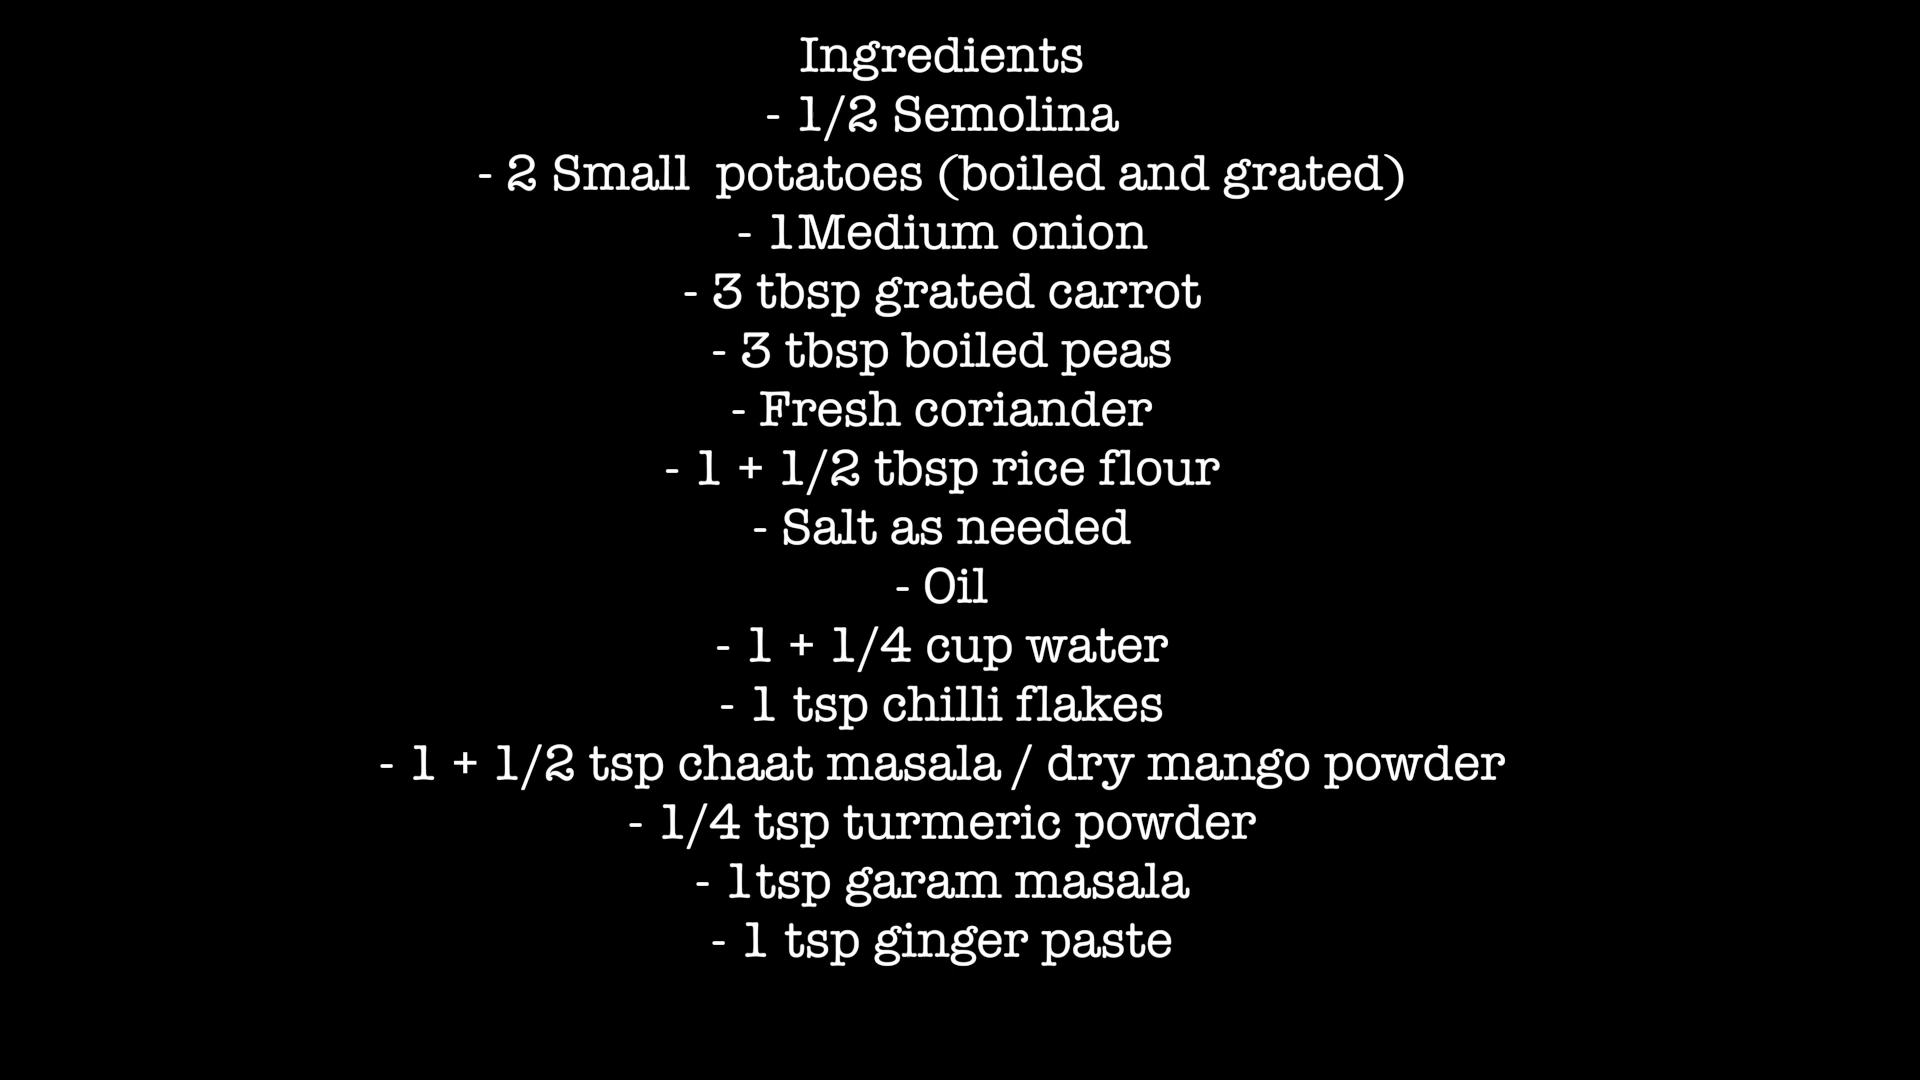 Ingredients
- 1/2 Semolina
- 2 Small  potatoes (boiled and grated)
- 1Medium onion
- 3 tbsp grated carrot
- 3 tbsp boiled peas
- Fresh coriander
- 1 + 1/2 tbsp rice flour
- Salt as needed
- Oil
- 1 + 1/4 cup water
- 1 tsp chilli flakes
- 1 + 1/2 tsp chaat masala / dry mango powder
- 1/4 tsp turmeric powder
- 1tsp garam masala
- 1 tsp ginger paste